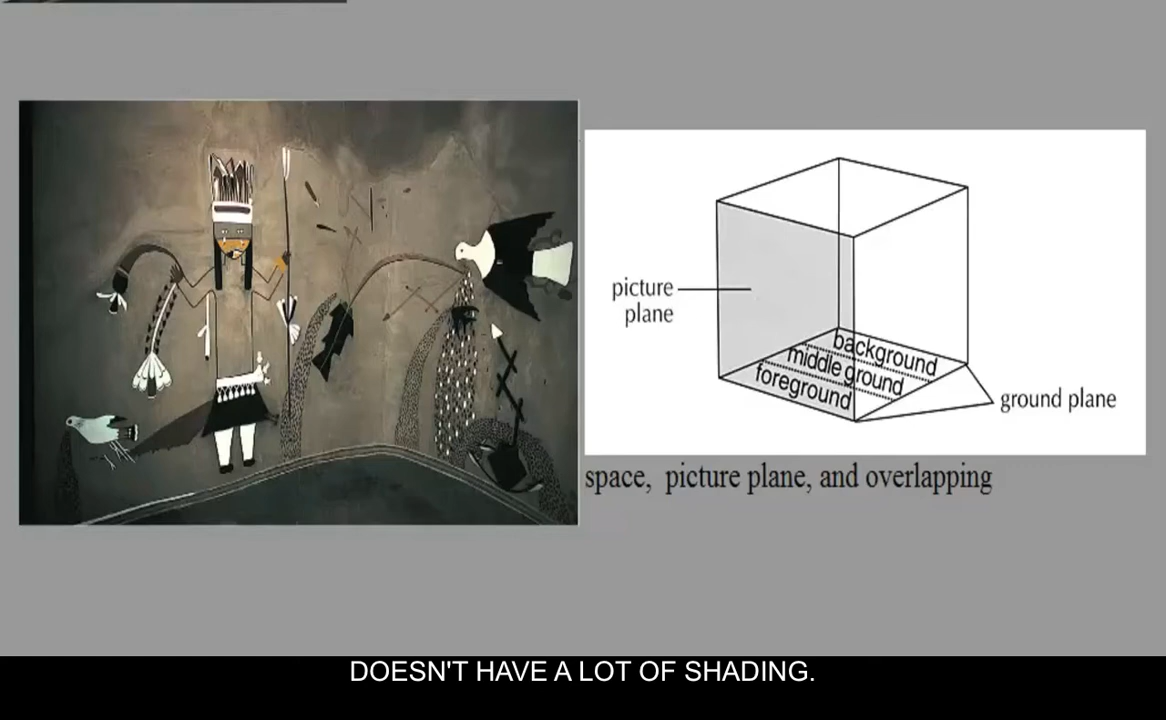 picture
plane
background
middle ground
foreground
ground plane
space, picture plane, and overlapping
DOESN'T HAVE A LOT OF SHADING.